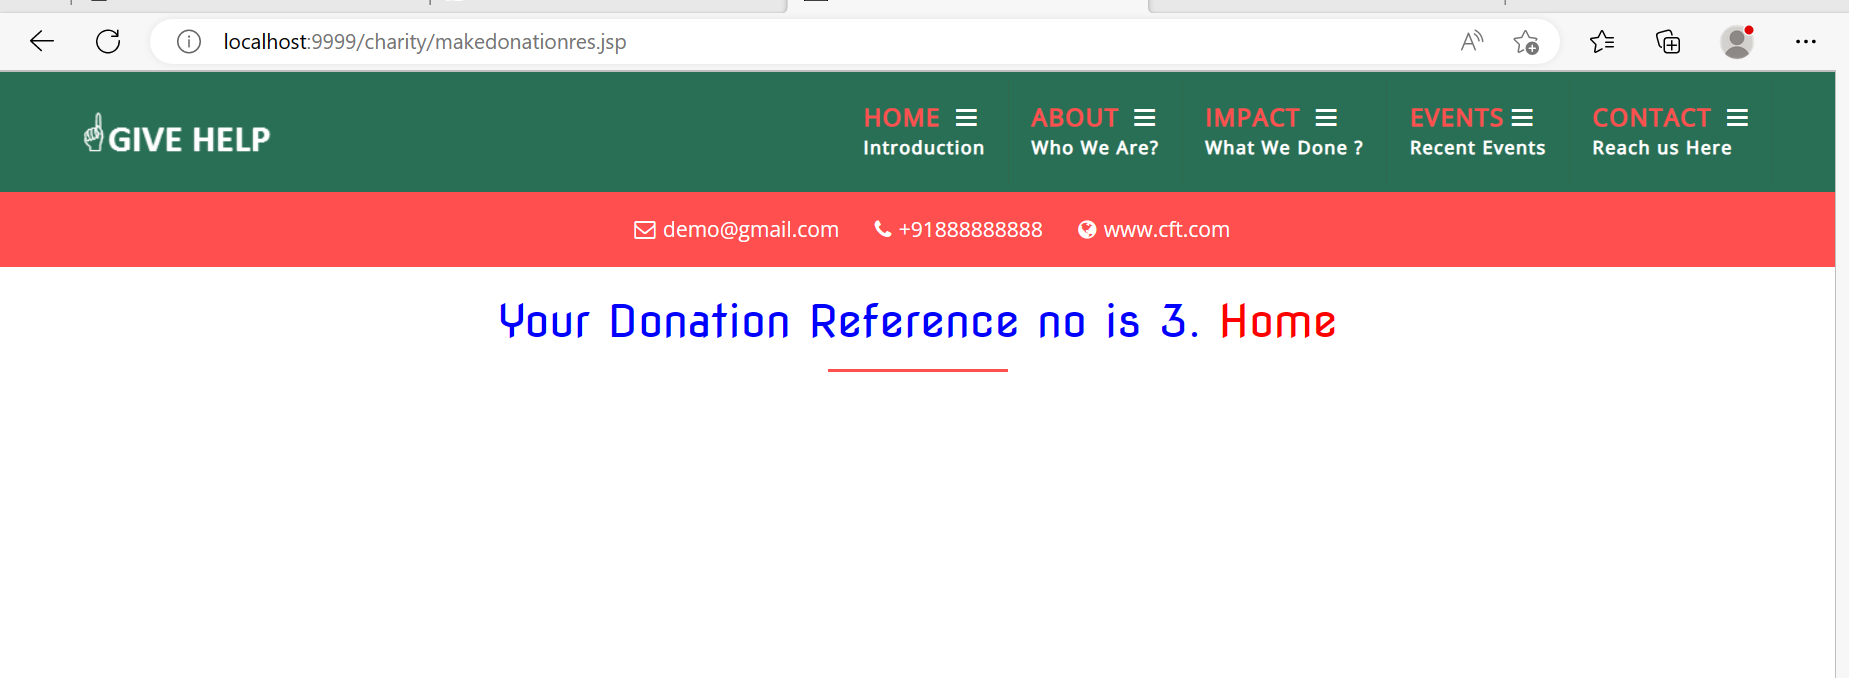 localhost:9999/charity/makedonationres.jsp
GIVE HELP
HOME ABOUT IMPACT EVENTS CONTACT
Introduction Who We Are? What We Done ? Recent Events Reach us Here
demo@gmail.com +91888888888 www.cft.com
Your Donation Reference no is 3. Home